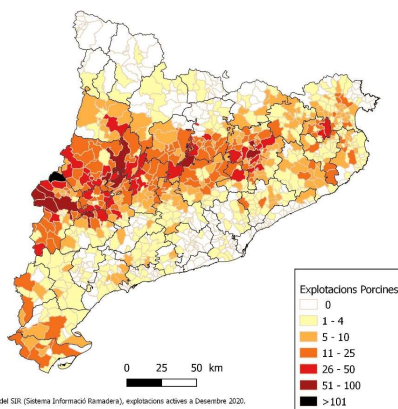 Explotacions Porcines
0
1 - 4
5 - 10
11 - 25
26 - 50
51 - 100
>101
0 25 50 km
del SIR (Sistema Informació Ramadera), explotacions actives a Desembre 2020.